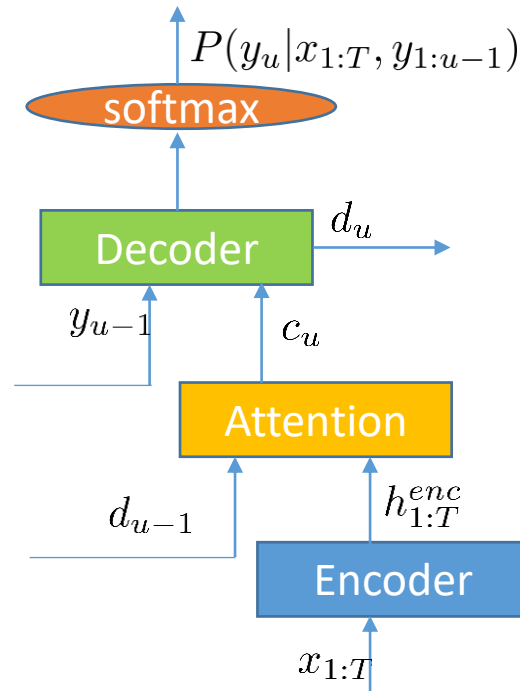 P(y_u|x_{1:T}, y_{1:u-1})
softmax
d_u
Decoder
y_{u-1}
c_u
Attention
d_{u-1}
h_{1:T}^{enc}
Encoder
x_{1:T}